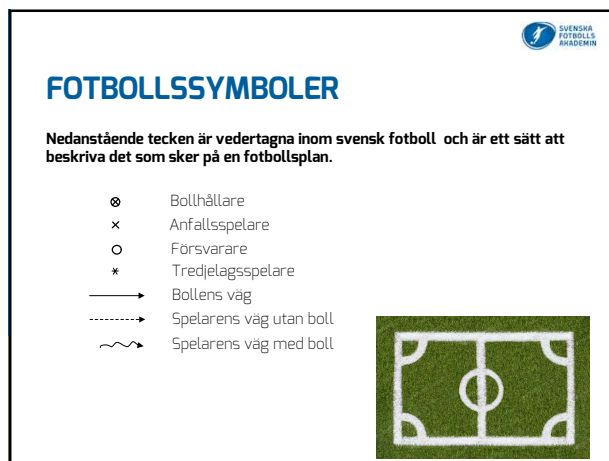 SVENSKA
FOTBOLLS
AKADEMIN
FOTBOLLSSYMBOLER
Nedanstående tecken är vedertagna inom svensk fotboll och är ett sätt att
beskriva det som sker på en fotbollsplan.
Bollhållare
Anfallsspelare
Försvarare
Tredjelagsspelare
Bollens väg
Spelarens väg utan boll
Spelarens väg med boll